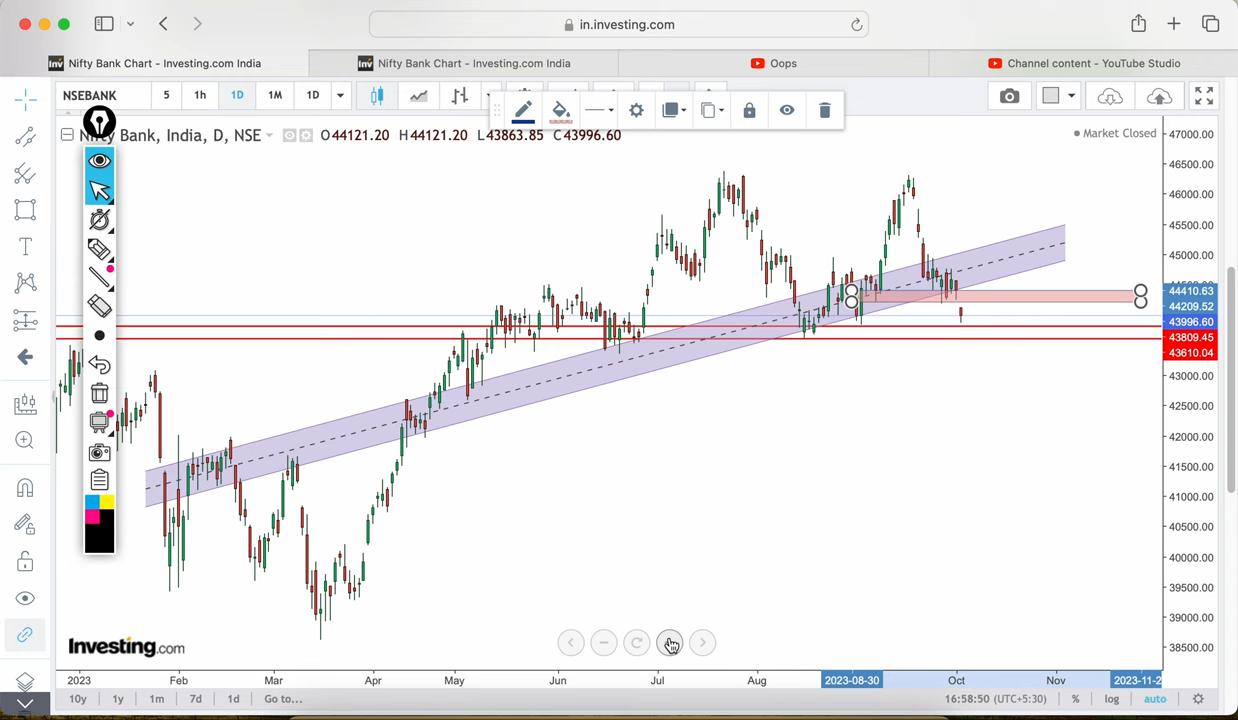 in.investing.com
Nifty Bank Chart - Investing.com India
Nifty Bank Chart - Investing.com India
Oops
Channel content - YouTube Studio
NSEBANK 5 1h 1D 1M 1D
Nifty Bank, India, D, NSE O44121.20 H44121.20 L43863.85 C43996.60
Market Closed
47000.00
46500.00
46000.00
45500.00
45000.00
44410.63
44209.52
43996.60
43809.45
43610.04
43000.00
42500.00
42000.00
41500.00
41000.00
40500.00
40000.00
39500.00
39000.00
38500.00
Investing.com
2023 Feb Mar Apr May Jun Jul Aug 2023-08-30 Oct Nov 2023-11-2
10y 1y 1m 7d 1d Go to... 16:58:50 (UTC+5:30) % log auto